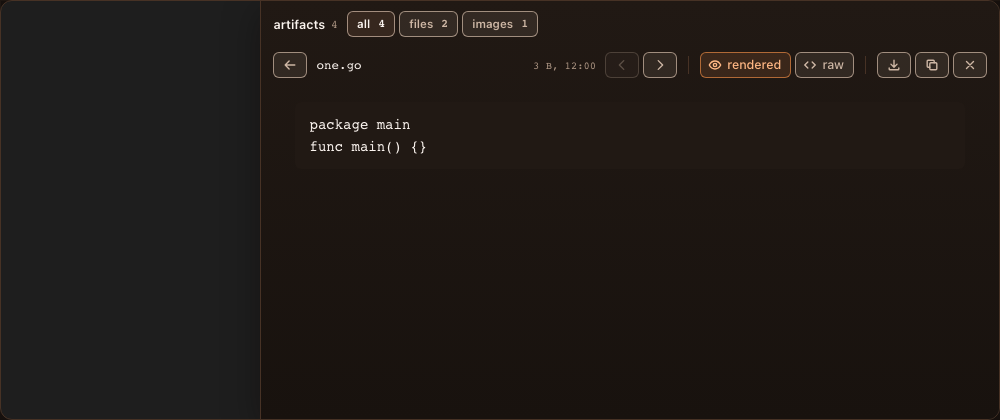 artifacts 4 all 4 files 2 images 1
one.go 3 B, 12:00 rendered raw
package main
func main() {}